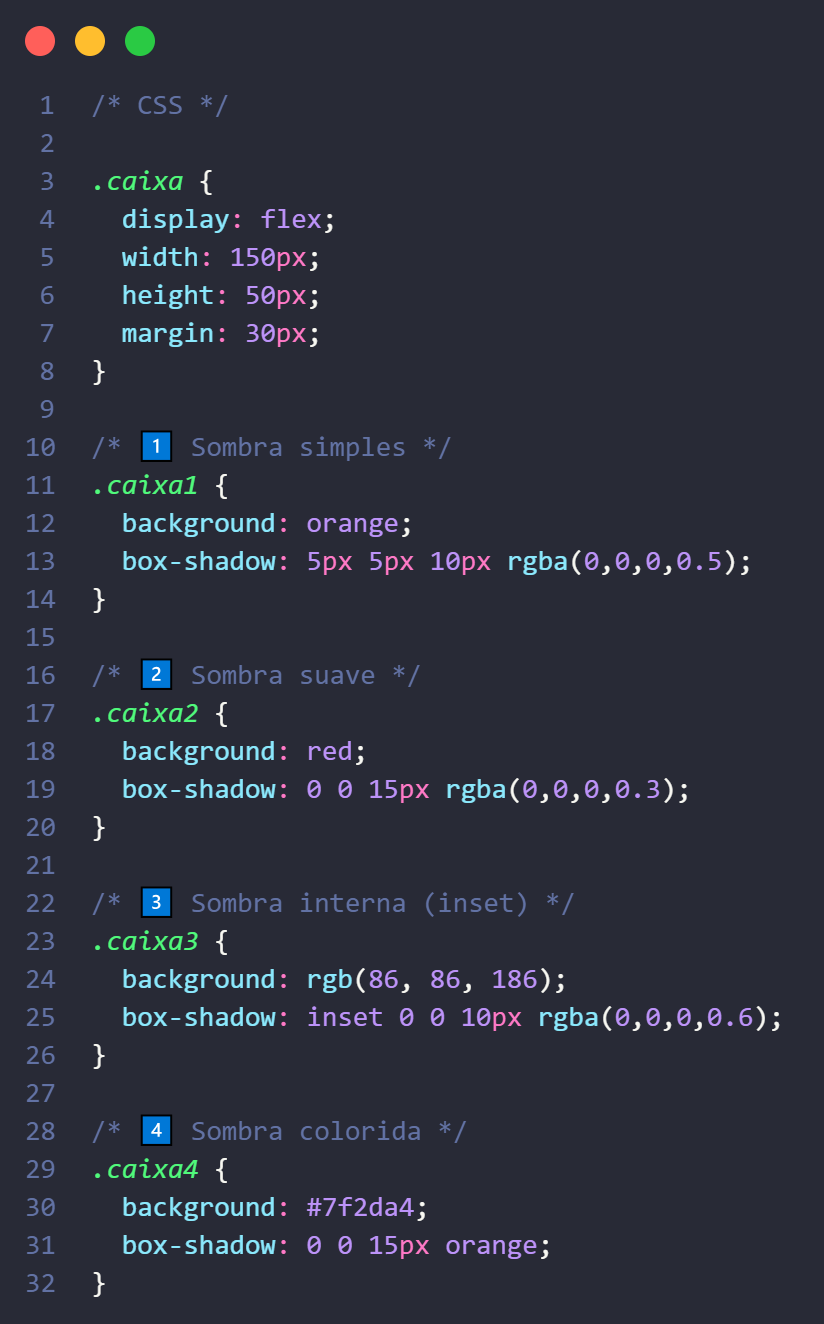 1 /* CSS */
2
3 .caixa {
4   display: flex;
5   width: 150px;
6   height: 50px;
7   margin: 30px;
8 }
9
10 /* 1️⃣ Sombra simples */
11 .caixa1 {
12   background: orange;
13   box-shadow: 5px 5px 10px rgba(0,0,0,0.5);
14 }
15
16 /* 2️⃣ Sombra suave */
17 .caixa2 {
18   background: red;
19   box-shadow: 0 0 15px rgba(0,0,0,0.3);
20 }
21
22 /* 3️⃣ Sombra interna (inset) */
23 .caixa3 {
24   background: rgb(86, 86, 186);
25   box-shadow: inset 0 0 10px rgba(0,0,0,0.6);
26 }
27
28 /* 4️⃣ Sombra colorida */
29 .caixa4 {
30   background: #7f2da4;
31   box-shadow: 0 0 15px orange;
32 }